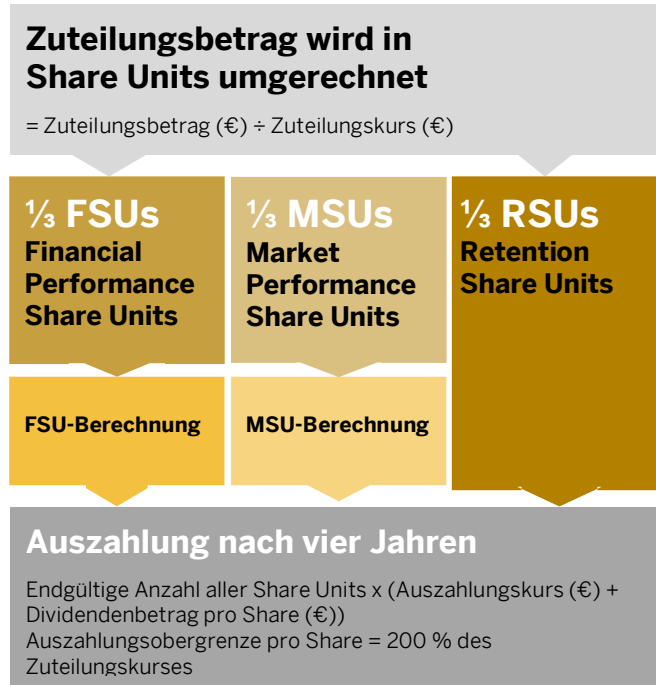 Zuteilungsbetrag wird in
Share Units umgerechnet
= Zuteilungsbetrag (€) ÷ Zuteilungskurs (€)
⅓ FSUs
Financial
Performance
Share Units
⅓ MSUs
Market
Performance
Share Units
⅓ RSUs
Retention
Share Units
FSU-Berechnung
MSU-Berechnung
Auszahlung nach vier Jahren
Endgültige Anzahl aller Share Units x (Auszahlungskurs (€) +
Dividendenbetrag pro Share (€))
Auszahlungsobergrenze pro Share = 200 % des
Zuteilungskurses